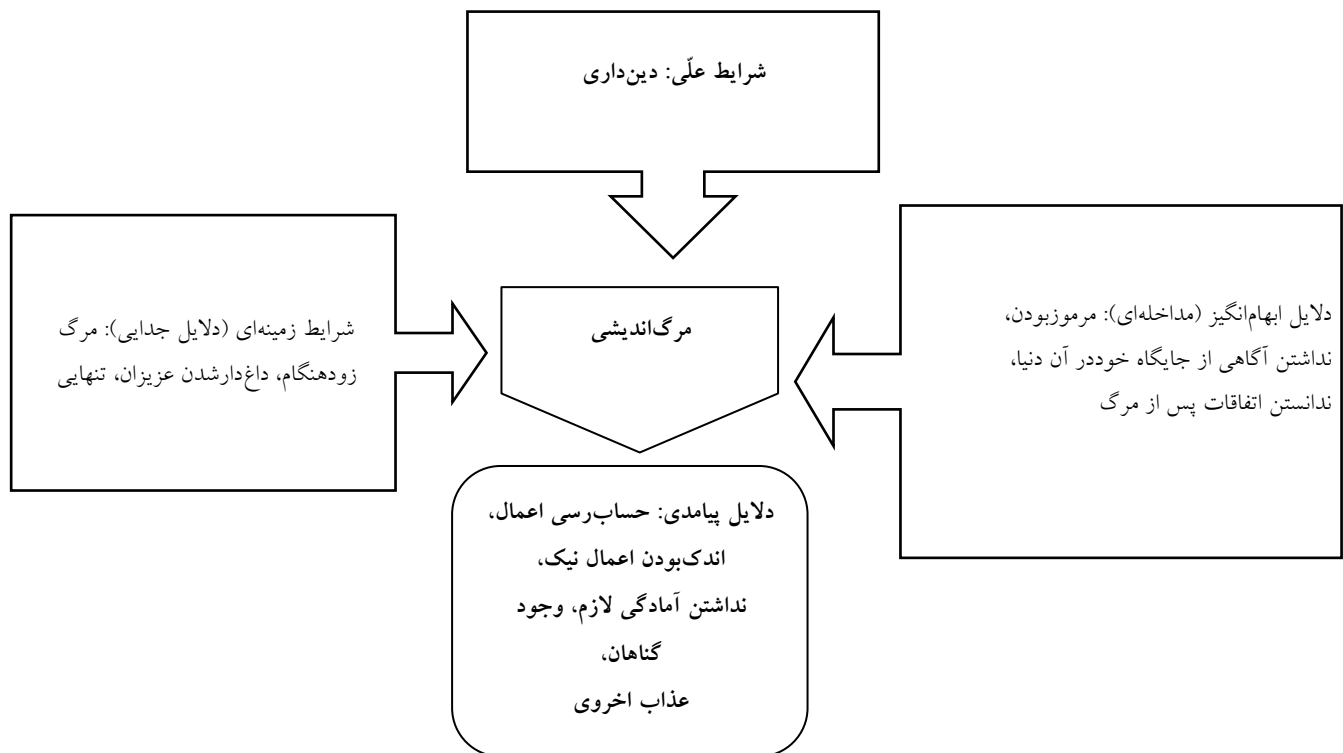 شرایط علّی: دین‌داری
دلایل ابهام‌انگیز (مداخله‌ای): مرموزبودن،
نداشتن آگاهی از جایگاه خوددر آن دنیا،
ندانستن اتفاقات پس از مرگ
مرگ‌اندیشی
شرایط زمینه‌ای (دلایل جدایی): مرگ
زودهنگام، داغ‌دارشدن عزیزان، تنهایی
دلایل پیامدی: حساب‌رسی اعمال،
اندک‌بودن اعمال نیک،
نداشتن آمادگی لازم، وجود
گناهان،
عذاب اخروی